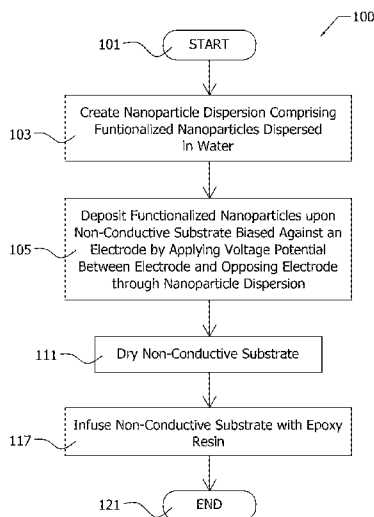 100
101
START
Create Nanoparticle Dispersion Comprising
Funtionalized Nanoparticles Dispersed
in Water
103
Deposit Functionalized Nanoparticles upon
Non-Conductive Substrate Biased Against an
Electrode by Applying Voltage Potential
Between Electrode and Opposing Electrode
through Nanoparticle Dispersion
105
111
Dry Non-Conductive Substrate
Infuse Non-Conductive Substrate with Epoxy
Resin
117
121
END